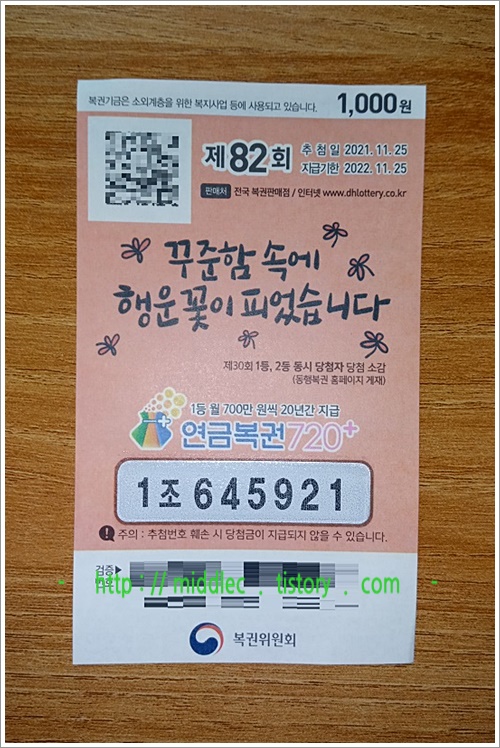 복권기금은 소외계층을 위한 복지사업 등에 사용되고 있습니다. 1,000원
제82회 추첨일 2021. 11. 25
지급기한 2022. 11. 25
판매처 전국 복권판매점 / 인터넷 www.dhlottery.co.kr
꾸준함 속에
행운 꽃이 피었습니다
제30회 1등, 2등 동시 당첨자 당첨 소감
(동행복권 홈페이지 게재)
1등 월 700만 원씩 20년간 지급
연금복권720+
1조 645921
! 주의 : 추첨번호 훼손 시 당첨금이 지급되지 않을 수 있습니다.
검증▶
- http : // middlec . tistory . com -
복권위원회